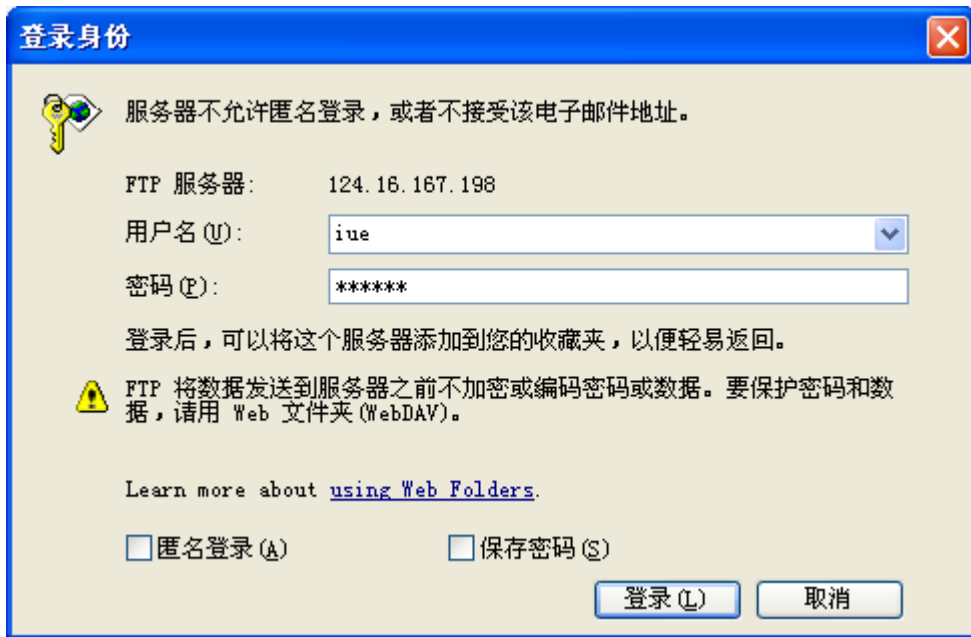 登录身份
服务器不允许匿名登录，或者不接受该电子邮件地址。
FTP 服务器: 124.16.167.198
用户名(U): iue
密码(P): ******
登录后，可以将这个服务器添加到您的收藏夹，以便轻易返回。
FTP 将数据发送到服务器之前不加密或编码密码或数据。要保护密码和数
据，请用 Web 文件夹(WebDAV)。
Learn more about using Web Folders.
匿名登录(A) 保存密码(S)
登录(L) 取消